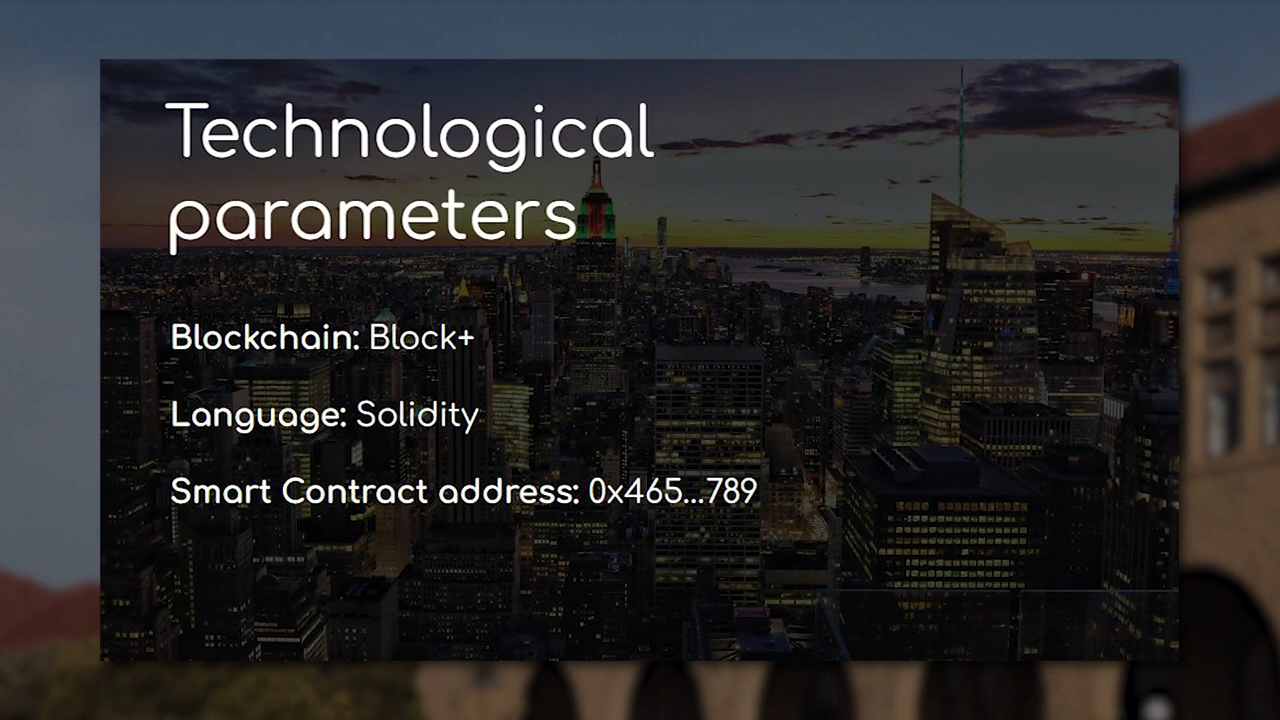 Technological
parameters
Blockchain: Block+
Language: Solidity
Smart Contract address: 0x465...789